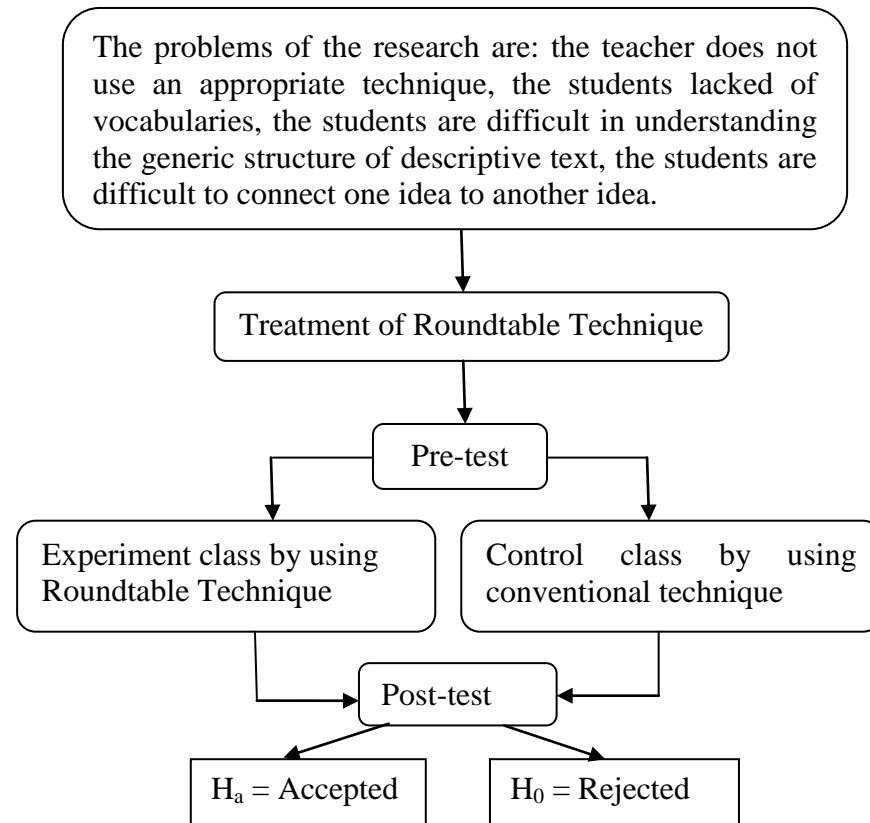 The problems of the research are: the teacher does not
use an appropriate technique, the students lacked of
vocabularies, the students are difficult in understanding
the generic structure of descriptive text, the students are
difficult to connect one idea to another idea.
Treatment of Roundtable Technique
Pre-test
Experiment class by using
Roundtable Technique
Control class by using
conventional technique
Post-test
Hₐ = Accepted
H₀ = Rejected